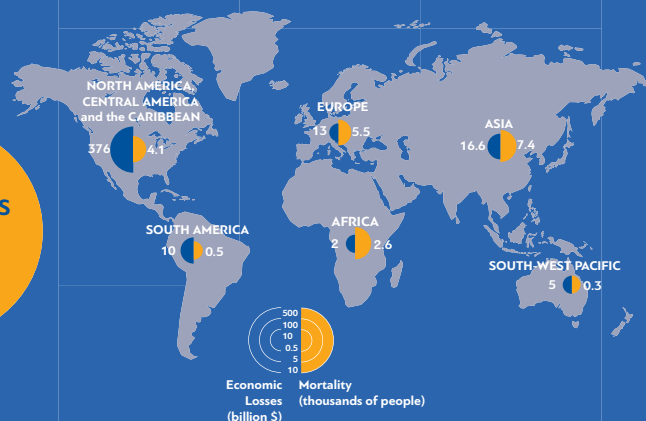 S
NORTH AMERICA,
CENTRAL AMERICA
and the CARIBBEAN
376 4.1
EUROPE
13 5.5
ASIA
16.6 7.4
SOUTH AMERICA
10 0.5
AFRICA
2 2.6
SOUTH-WEST PACIFIC
5 0.3
500
100
10
0.5
5
10
Economic
Losses
(billion $)
Mortality
(thousands of people)